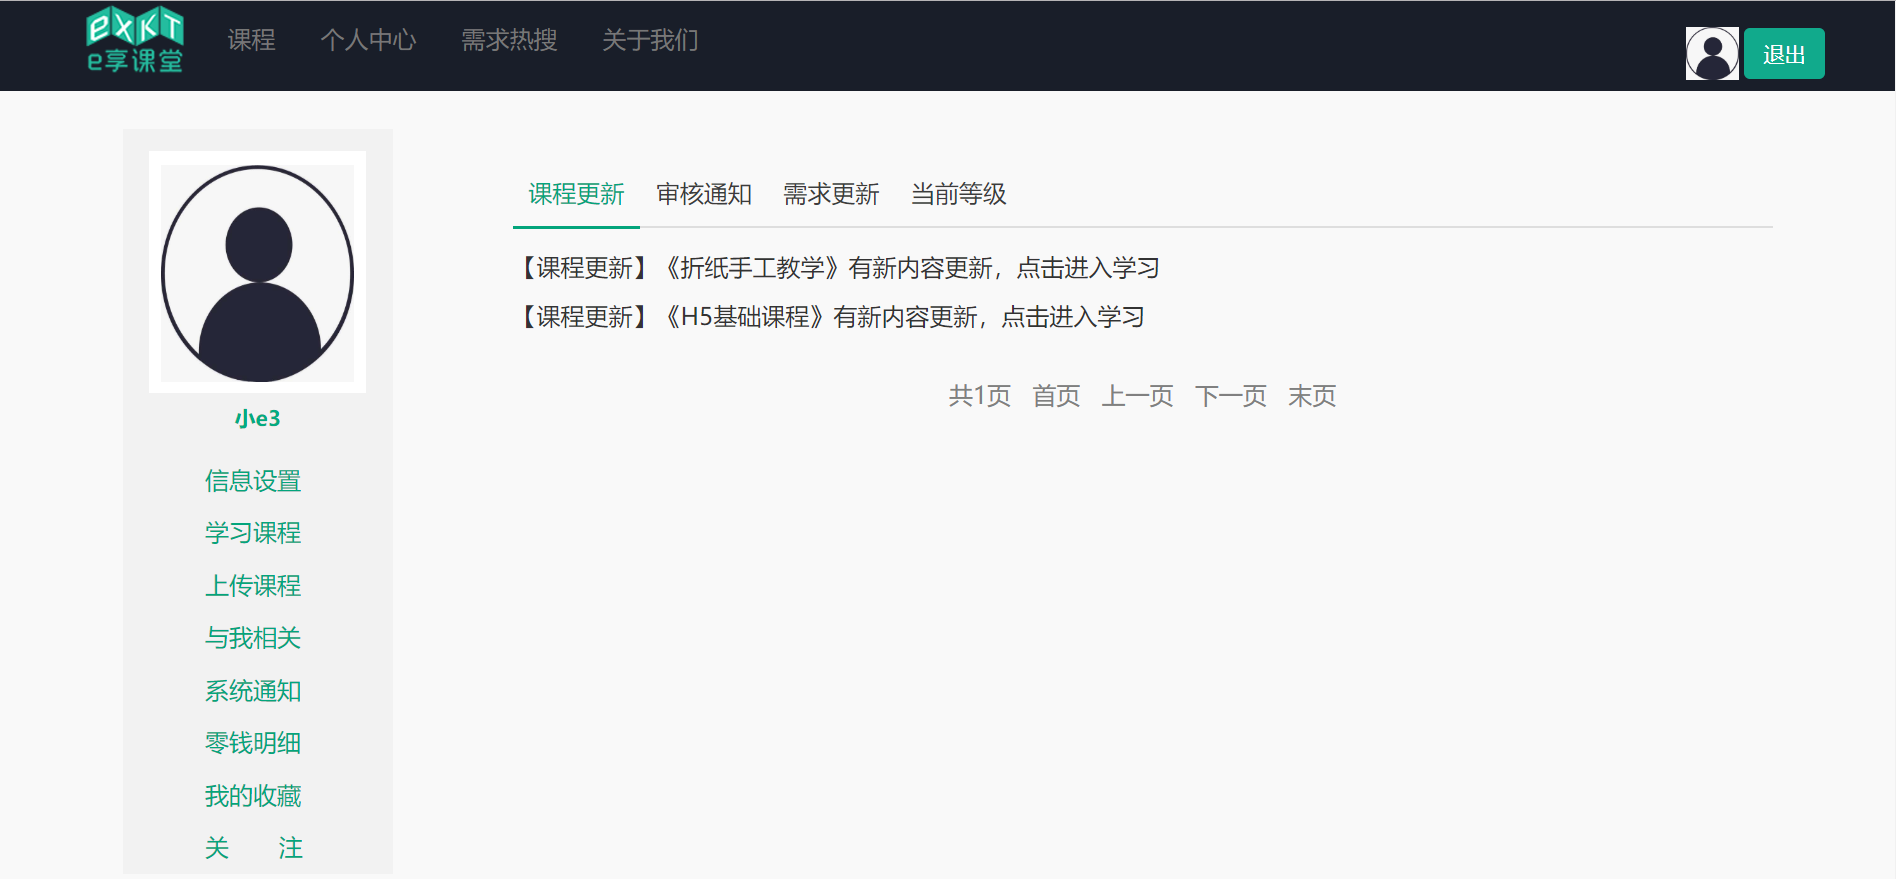 eXKT
e享课堂
课程 个人中心 需求热搜 关于我们
退出
小e3
信息设置
学习课程
上传课程
与我相关
系统通知
零钱明细
我的收藏
关 注
课程更新 审核通知 需求更新 当前等级
【课程更新】《折纸手工教学》有新内容更新，点击进入学习
【课程更新】《H5基础课程》有新内容更新，点击进入学习
共1页 首页 上一页 下一页 末页